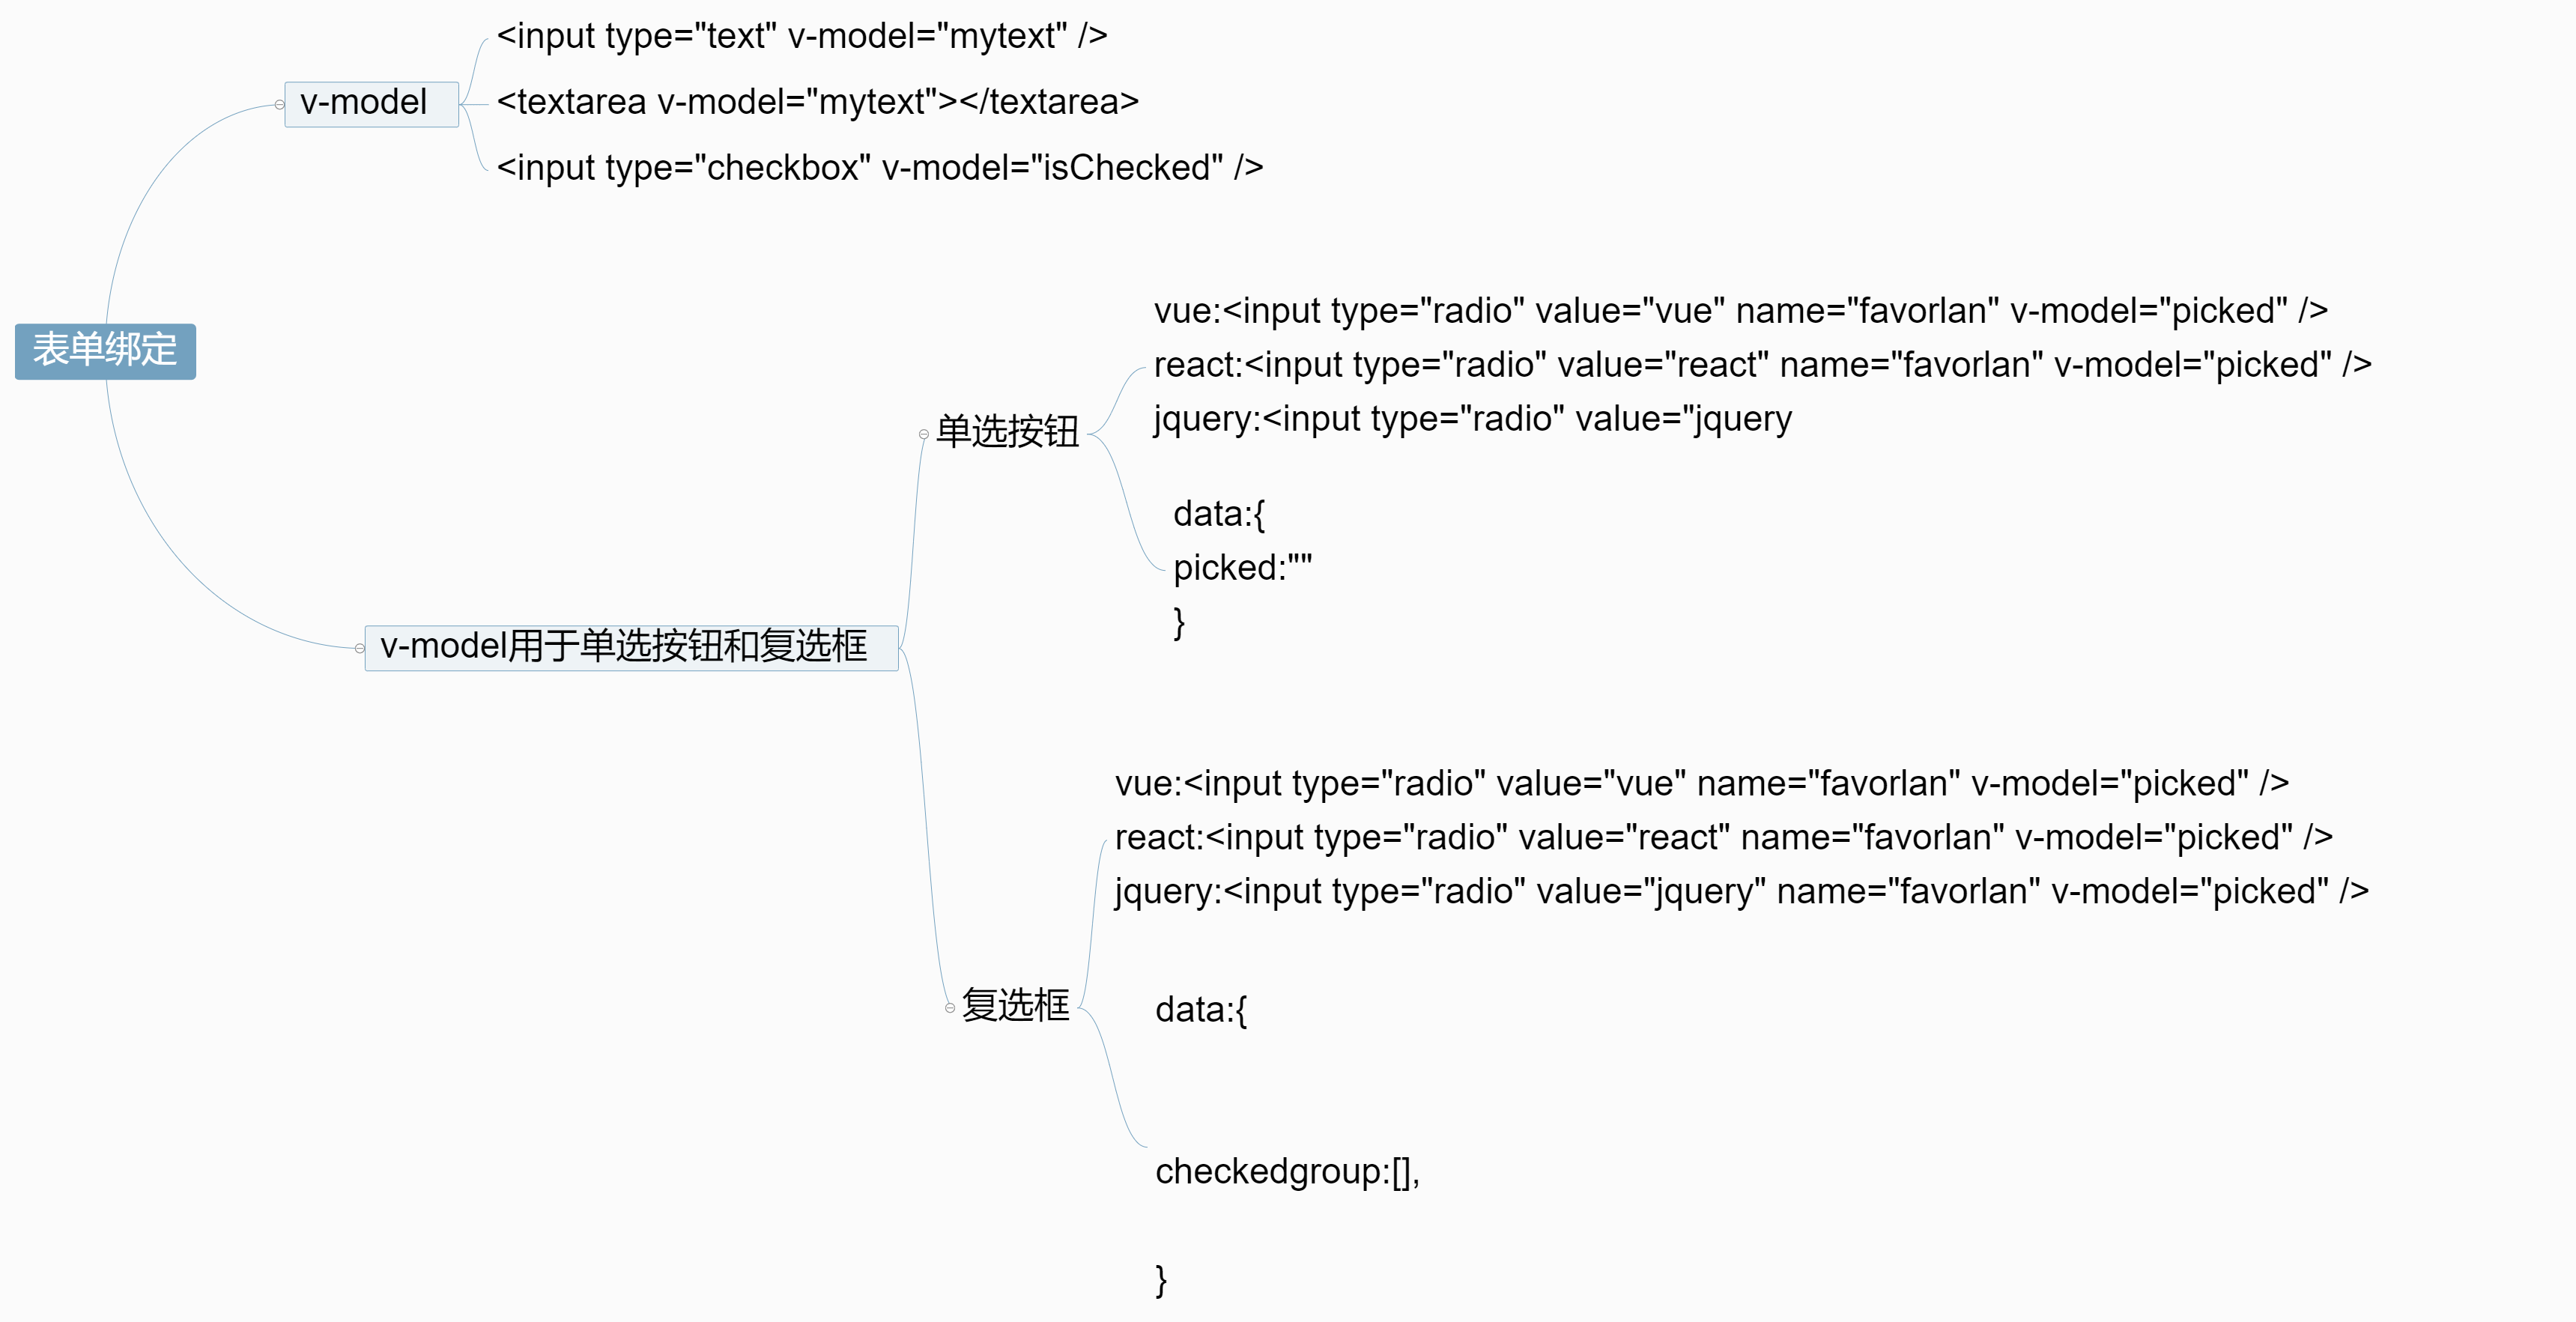 表单绑定
v-model
<input type="text" v-model="mytext" />
<textarea v-model="mytext"></textarea>
<input type="checkbox" v-model="isChecked" />
v-model用于单选按钮和复选框
单选按钮
vue:<input type="radio" value="vue" name="favorlan" v-model="picked" />
react:<input type="radio" value="react" name="favorlan" v-model="picked" />
jquery:<input type="radio" value="jquery
data:{
picked:""
}
复选框
vue:<input type="radio" value="vue" name="favorlan" v-model="picked" />
react:<input type="radio" value="react" name="favorlan" v-model="picked" />
jquery:<input type="radio" value="jquery" name="favorlan" v-model="picked" />
data:{
checkedgroup:[],
}